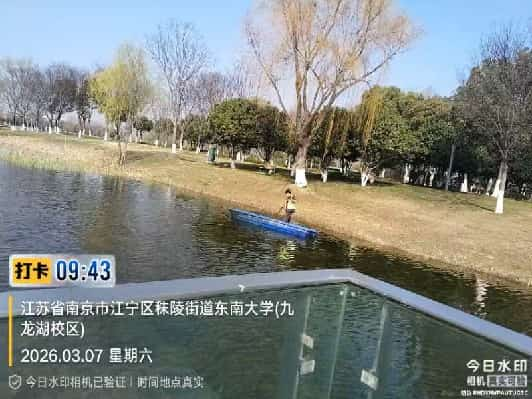 打卡 09:43
江苏省南京市江宁区秣陵街道东南大学(九
龙湖校区)
2026.03.07 星期六
今日水印相机已验证 | 时间地点真实
今日水印
相机